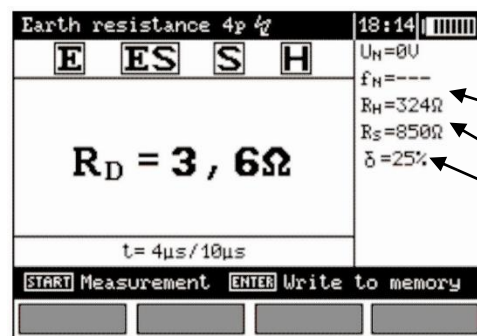 Earth resistance 4p
18:14
E ES S H
UN=0V
fN=---
RH=324Ω
RS=850Ω
δ=25%
RD = 3,6Ω
t= 4µs/10µs
START Measurement ENTER Write to memory